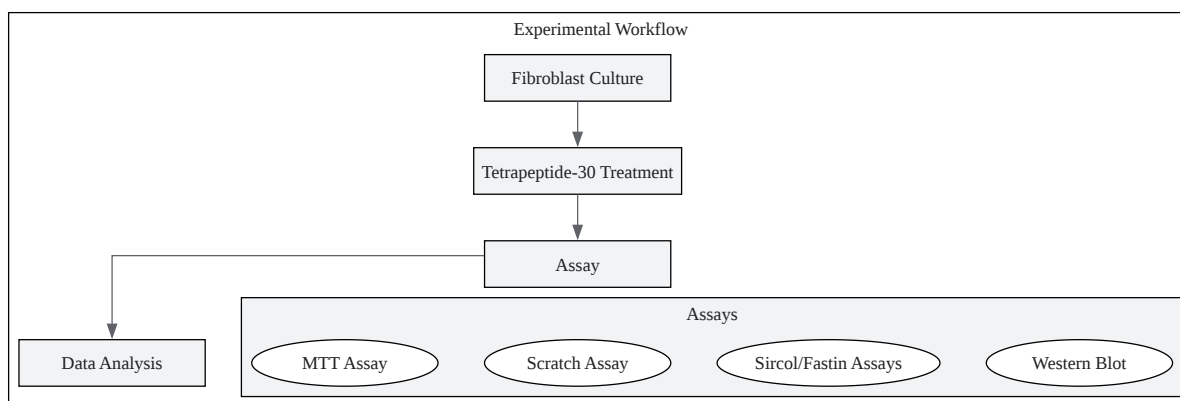 Experimental Workflow
Fibroblast Culture
Tetrapeptide-30 Treatment
Assay
Assays
Data Analysis
MTT Assay
Scratch Assay
Sircol/Fastin Assays
Western Blot